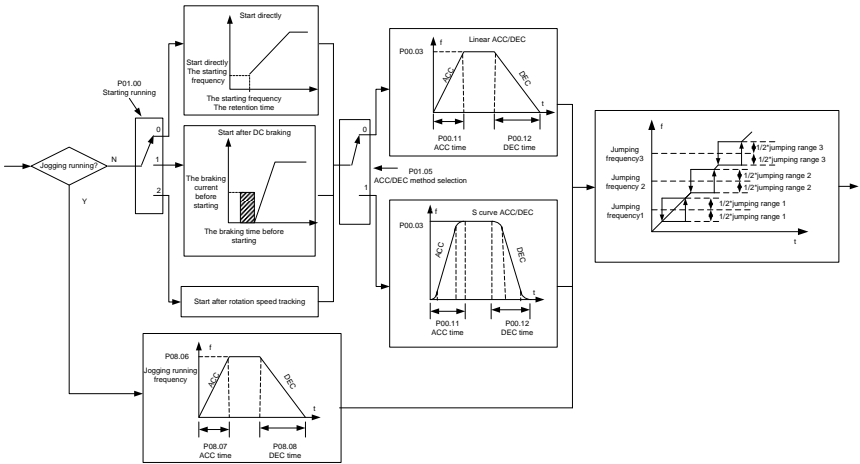 Jogging running?
N
Y
P01.00
Starting running
0
1
2
Start directly
f
Start directly
The starting
frequency
t
The starting frequency
The retention time
Start after DC braking
The braking
current
before
starting
The braking time before
starting
Start after rotation speed tracking
0
1
P01.05
ACC/DEC method selection
Linear ACC/DEC
f
P00.03
ACC
DEC
t
P00.11
ACC time
P00.12
DEC time
S curve ACC/DEC
f
P00.03
ACC
DEC
t
P00.11
ACC time
P00.12
DEC time
f
P08.06
Jogging running
frequency
ACC
DEC
t
P08.07
ACC time
P08.08
DEC time
f
Jumping
frequency3
1/2*jumping range 3
1/2*jumping range 3
Jumping
frequency 2
1/2*jumping range 2
1/2*jumping range 2
Jumping
frequency1
1/2*jumping range 1
1/2*jumping range 1
t